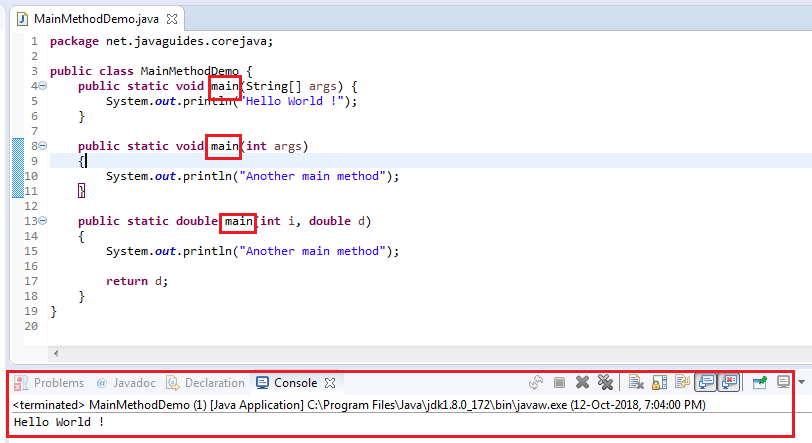 MainMethodDemo.java
1 package net.javaguides.corejava;
2
3 public class MainMethodDemo {
4 public static void main(String[] args) {
5 System.out.println("Hello World !");
6 }
7
8 public static void main(int args)
9 {
10 System.out.println("Another main method");
11 }
12
13 public static double main(int i, double d)
14 {
15 System.out.println("Another main method");
16
17 return d;
18 }
19 }
20
Problems @ Javadoc Declaration Console
<terminated> MainMethodDemo (1) [Java Application] C:\Program Files\Java\jdk1.8.0_172\bin\javaw.exe (12-Oct-2018, 7:04:00 PM)
Hello World !